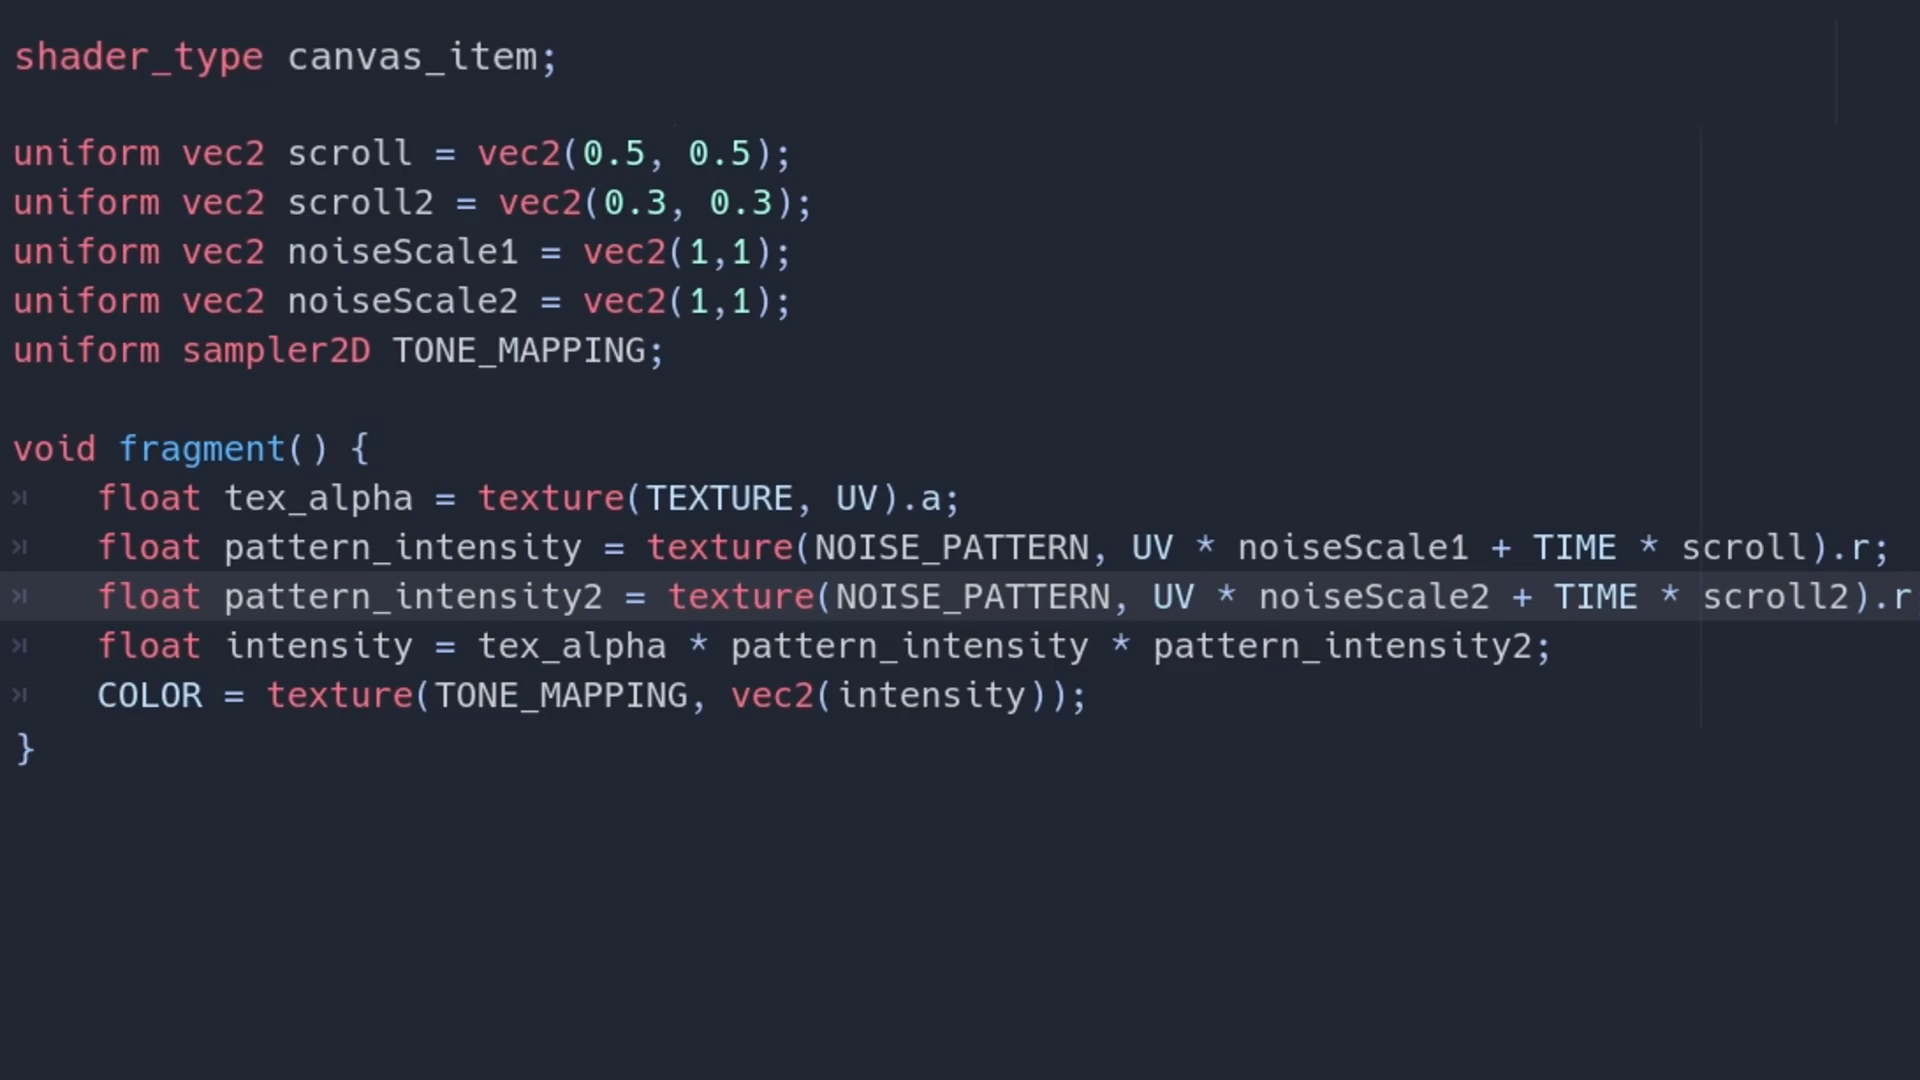 shader_type canvas_item;
uniform vec2 scroll = vec2(0.5, 0.5);
uniform vec2 scroll2 = vec2(0.3, 0.3);
uniform vec2 noiseScale1 = vec2(1,1);
uniform vec2 noiseScale2 = vec2(1,1);
uniform sampler2D TONE_MAPPING;
void fragment() {
float tex_alpha = texture(TEXTURE, UV).a;
float pattern_intensity = texture(NOISE_PATTERN, UV * noiseScale1 + TIME * scroll).r;
float pattern_intensity2 = texture(NOISE_PATTERN, UV * noiseScale2 + TIME * scroll2).r
float intensity = tex_alpha * pattern_intensity * pattern_intensity2;
COLOR = texture(TONE_MAPPING, vec2(intensity));
}